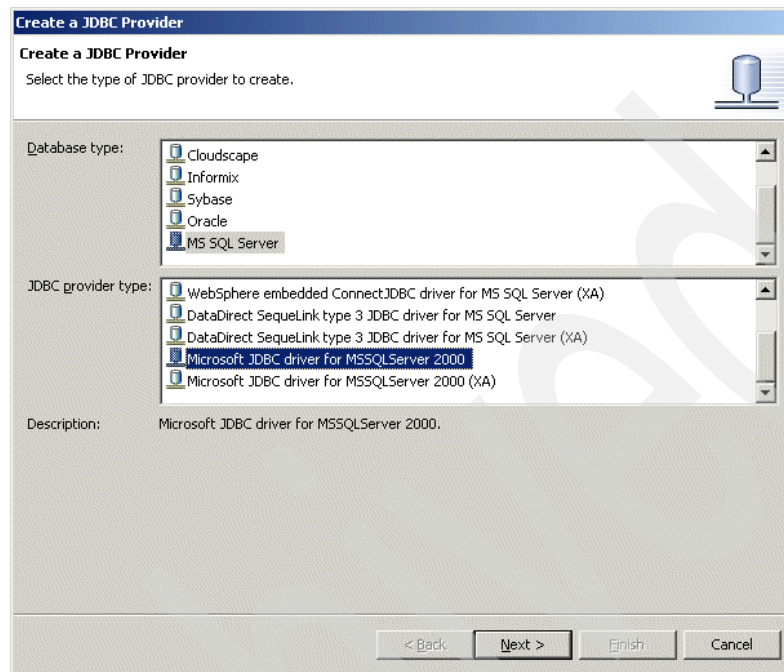 Create a JDBC Provider
Create a JDBC Provider
Select the type of JDBC provider to create.
Database type:
Cloudscape
Informix
Sybase
Oracle
MS SQL Server
JDBC provider type:
WebSphere embedded ConnectJDBC driver for MS SQL Server (XA)
DataDirect SequeLink type 3 JDBC driver for MS SQL Server
DataDirect SequeLink type 3 JDBC driver for MS SQL Server (XA)
Microsoft JDBC driver for MSSQLServer 2000
Microsoft JDBC driver for MSSQLServer 2000 (XA)
Description: Microsoft JDBC driver for MSSQLServer 2000.
< Back Next > Finish Cancel